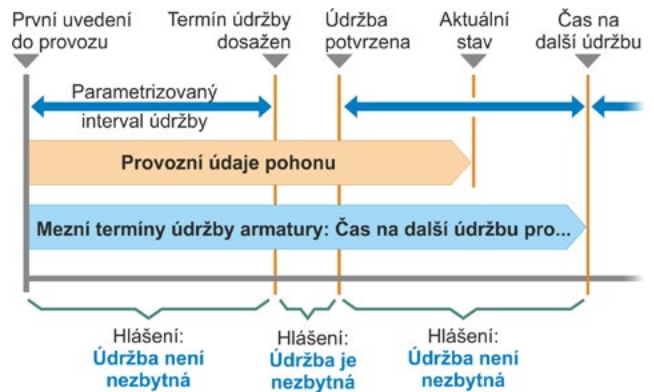 První uvedení
do provozu
Termín údržby
dosažen
Údržba
potvrzena
Aktuální
stav
Čas na
další údržbu
Parametrizovaný
interval údržby
Provozní údaje pohonu
Mezní termíny údržby armatury: Čas na další údržbu pro...
Hlášení:
Údržba není
nezbytná
Hlášení:
Údržba je
nezbytná
Hlášení:
Údržba není
nezbytná